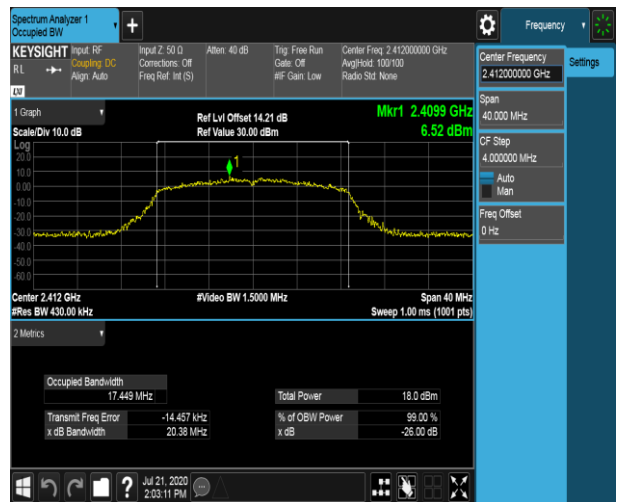 Spectrum Analyzer 1
Occupied BW
Frequency
KEYSIGHT Input: RF Input Z: 50 Ω Atten: 40 dB Trig: Free Run Center Freq: 2.412000000 GHz
RL Coupling: DC Corrections: Off Gate: Off Avg|Hold: 100/100
Align: Auto Freq Ref: Int (S) #IF Gain: Low Radio Std: None
LXI
Center Frequency
2.412000000 GHz
Settings
Span
40.000 MHz
CF Step
4.000000 MHz
Auto
Man
Freq Offset
0 Hz
1 Graph Ref Lvl Offset 14.21 dB Mkr1 2.4099 GHz
Scale/Div 10.0 dB Ref Value 30.00 dBm 6.52 dBm
Log
20.0
10.0
0.00
-10.0
-20.0
-30.0
-40.0
-50.0
-60.0
1
Center 2.412 GHz #Video BW 1.5000 MHz Span 40 MHz
#Res BW 430.00 kHz Sweep 1.00 ms (1001 pts)
2 Metrics
Occupied Bandwidth
17.449 MHz Total Power 18.0 dBm
Transmit Freq Error -14.457 kHz % of OBW Power 99.00 %
x dB Bandwidth 20.38 MHz x dB -26.00 dB
? Jul 21, 2020
2:03:11 PM